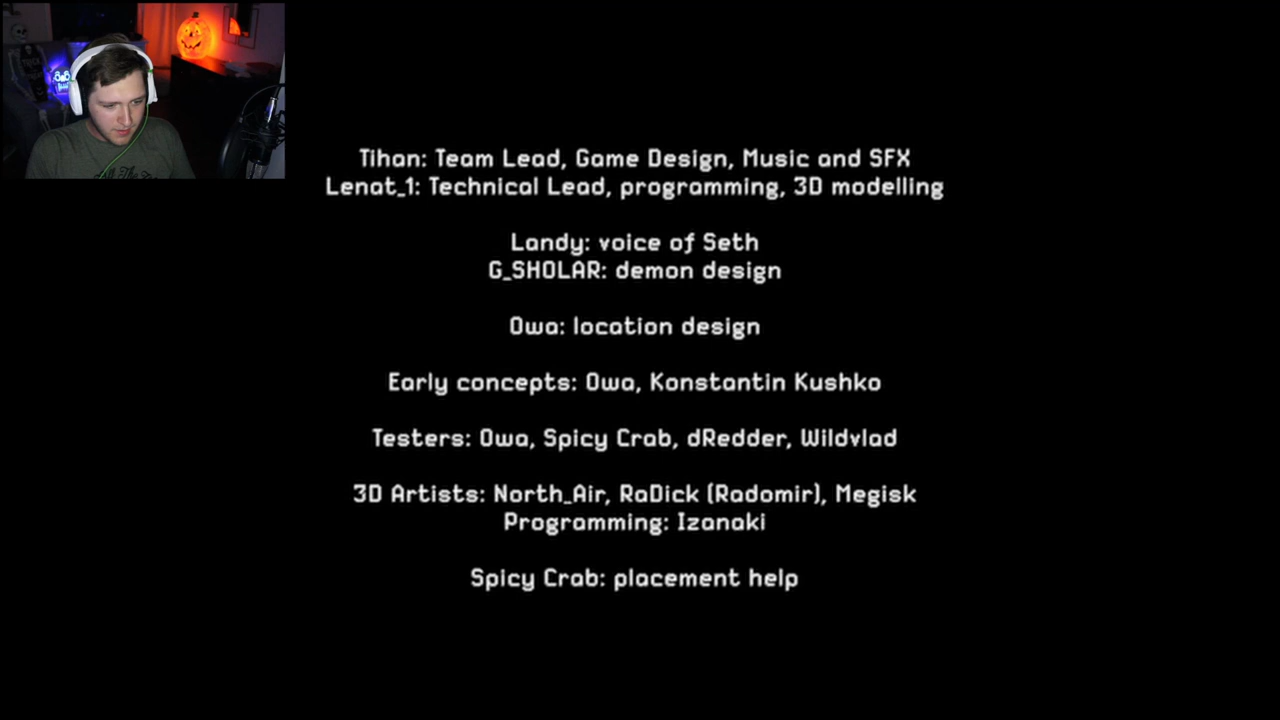 Tihan: Team Lead, Game Design, Music and SFX
Lenat_1: Technical Lead, programming, 3D modelling
Landy: voice of Seth
G_SHOLAR: demon design
Owa: location design
Early concepts: Owa, Konstantin Kushko
Testers: Owa, Spicy Crab, dRedder, Wildvlad
3D Artists: North_Air, RaDick (Radomir), Megisk
Programming: Izanaki
Spicy Crab: placement help